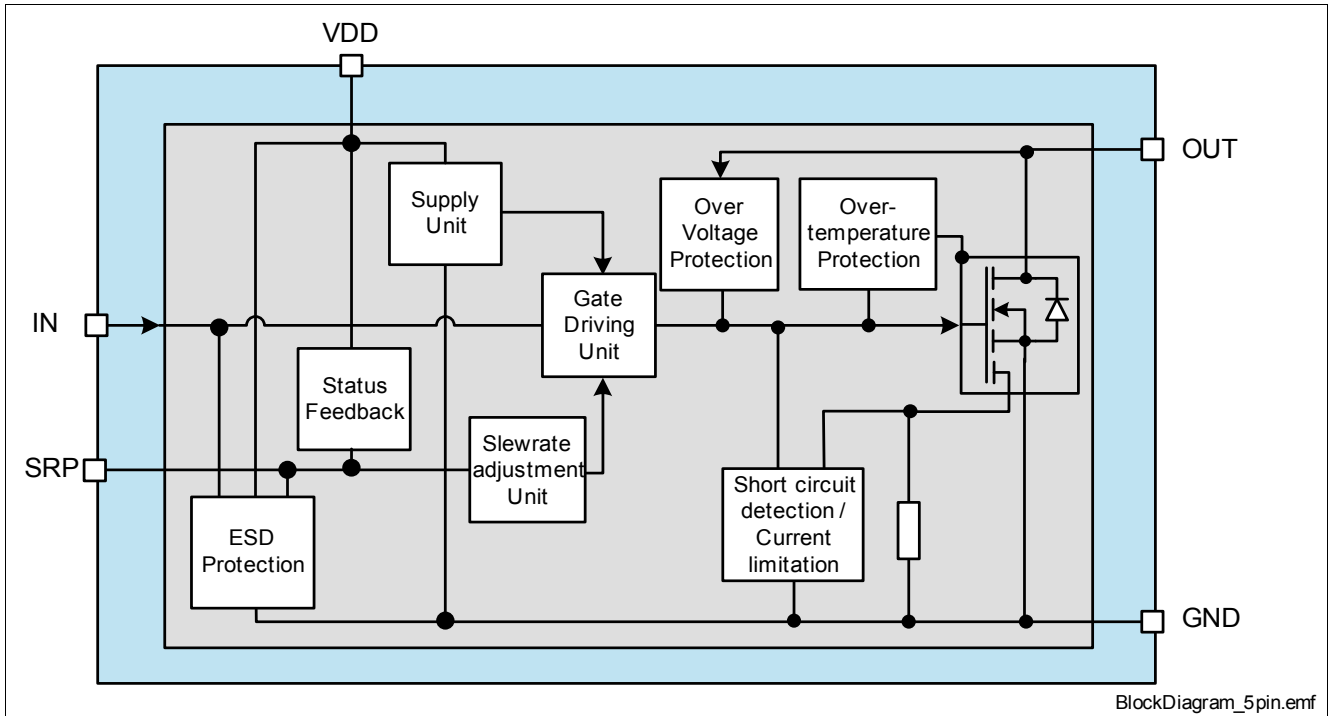 VDD
OUT
Supply
Unit
Over
Voltage
Protection
Over-
temperature
Protection
IN
Gate
Driving
Unit
Status
Feedback
SRP
Slewrate
adjustment
Unit
Short circuit
detection /
Current
limitation
ESD
Protection
GND
BlockDiagram_5pin.emf